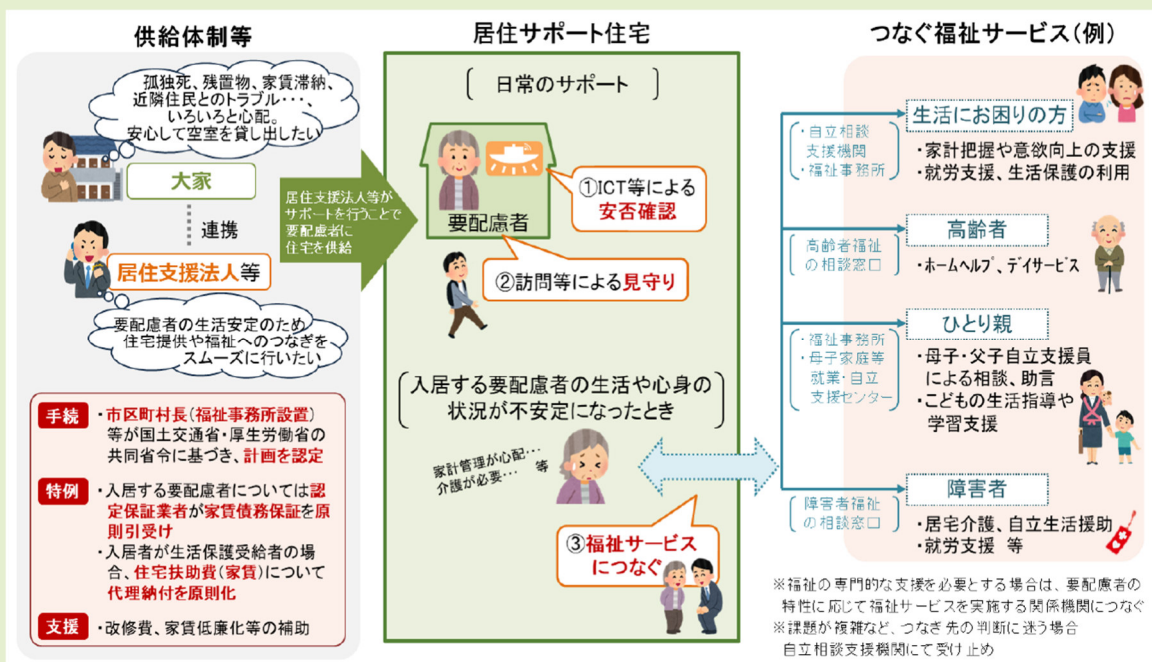 供給体制等
孤独死、残置物、家賃滞納、
近隣住民とのトラブル・・・、
いろいろと心配。
安心して空室を貸し出したい
大家
連携
居住支援法人等
要配慮者の生活安定のため
住宅提供や福祉へのつなぎを
スムーズに行いたい
手続
・市区町村長(福祉事務所設置)
等が国土交通省・厚生労働省の
共同省令に基づき、計画を認定
特例
・入居する要配慮者については認
定保証業者が家賃債務保証を原
則引受け
・入居者が生活保護受給者の場
合、住宅扶助費(家賃)について
代理納付を原則化
支援
・改修費、家賃低廉化等の補助
居住支援法人等が
サポートを行うことで
要配慮者に
住宅を供給
居住サポート住宅
日常のサポート
要配慮者
①ICT等による
安否確認
②訪問等による見守り
入居する要配慮者の生活や心身の
状況が不安定になったとき
家計管理が心配・・・
介護が必要・・・ 等
③福祉サービス
につなぐ
つなぐ福祉サービス(例)
・自立相談
支援機関
・福祉事務所
生活にお困りの方
・家計把握や意欲向上の支援
・就労支援、生活保護の利用
高齢者福祉
の相談窓口
高齢者
・ホームヘルプ、デイサービス
・福祉事務所
・母子家庭等
就業・自立
支援センター
ひとり親
・母子・父子自立支援員
による相談、助言
・こどもの生活指導や
学習支援
障害者福祉
の相談窓口
障害者
・居宅介護、自立生活援助
・就労支援 等
※福祉の専門的な支援を必要とする場合は、要配慮者の
特性に応じて福祉サービスを実施する関係機関につなぐ
※課題が複雑など、つなぎ先の判断に迷う場合
自立相談支援機関にて受け止め